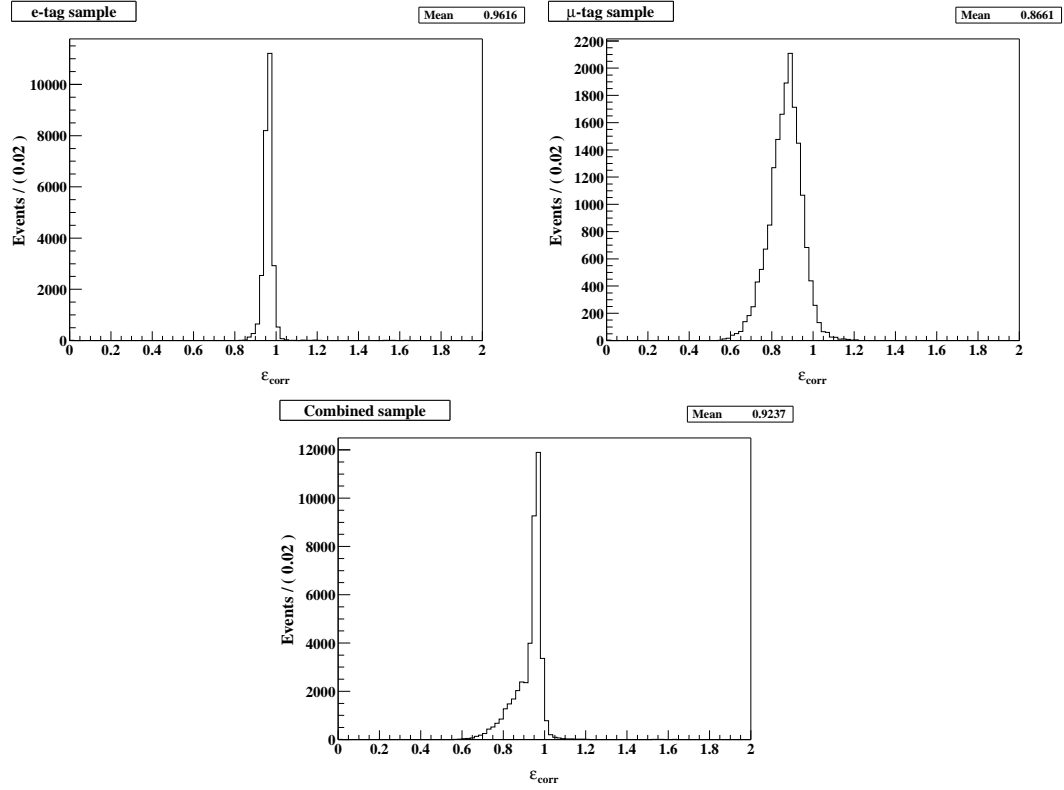 e-tag sample
Mean 0.9616
Events / ( 0.02 )
10000
8000
6000
4000
2000
0
0 0.2 0.4 0.6 0.8 1 1.2 1.4 1.6 1.8 2
εcorr
μ-tag sample
Mean 0.8661
Events / ( 0.02 )
2200
2000
1800
1600
1400
1200
1000
800
600
400
200
0
0 0.2 0.4 0.6 0.8 1 1.2 1.4 1.6 1.8 2
εcorr
Combined sample
Mean 0.9237
Events / ( 0.02 )
12000
10000
8000
6000
4000
2000
0
0 0.2 0.4 0.6 0.8 1 1.2 1.4 1.6 1.8 2
εcorr